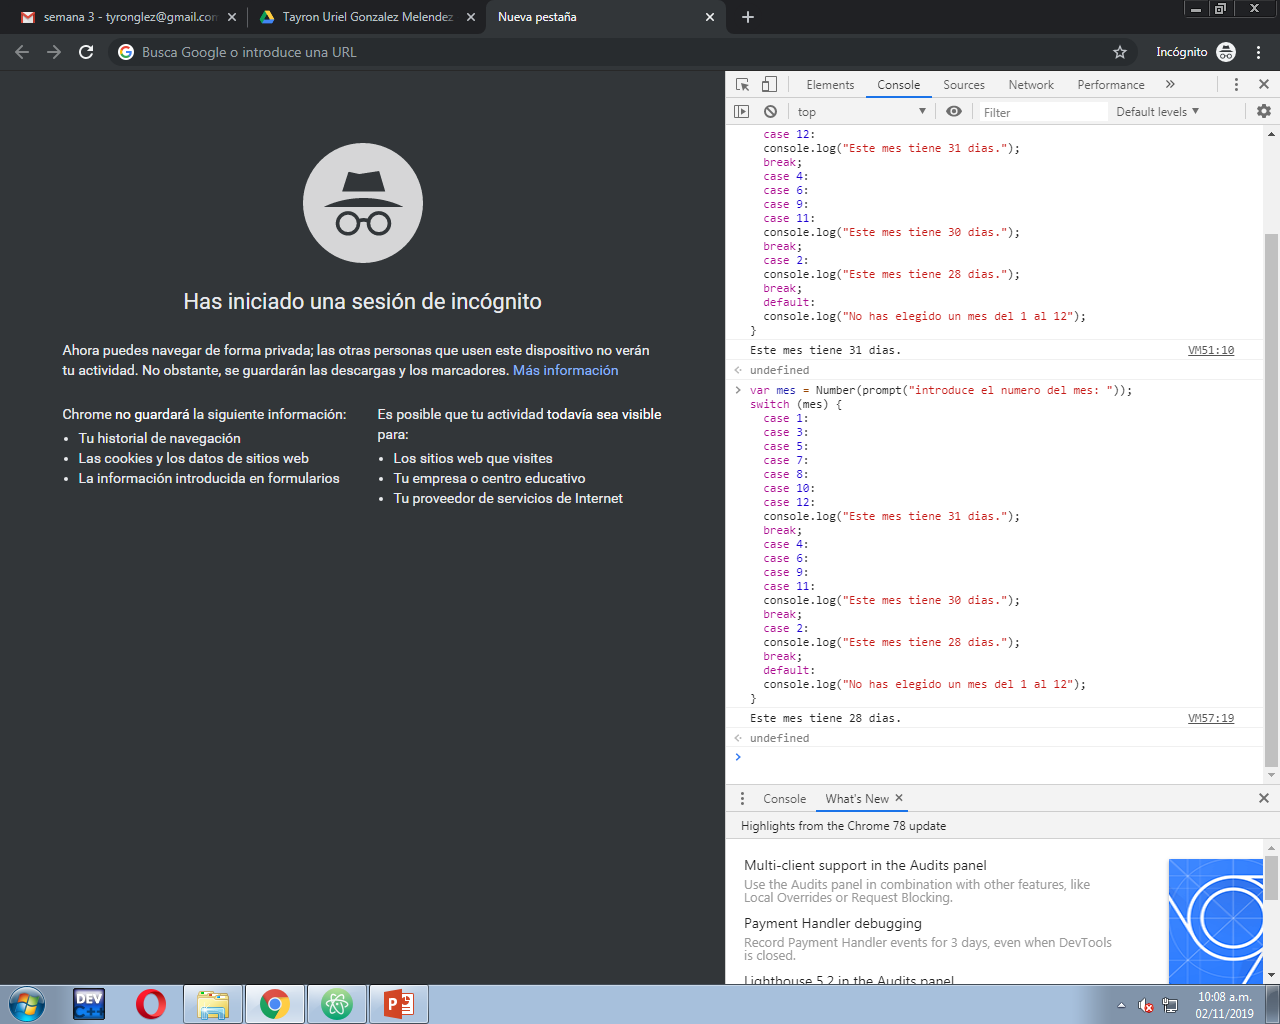 semana 3 - tyronglez@gmail.con
Tayron Uriel Gonzalez Melendez
Nueva pestaña
Busca Google o introduce una URL
Incógnito
Has iniciado una sesión de incógnito
Ahora puedes navegar de forma privada; las otras personas que usen este dispositivo no verán
tu actividad. No obstante, se guardarán las descargas y los marcadores. Más información
Chrome no guardará la siguiente información:
• Tu historial de navegación
• Las cookies y los datos de sitios web
• La información introducida en formularios
Es posible que tu actividad todavía sea visible
para:
• Los sitios web que visites
• Tu empresa o centro educativo
• Tu proveedor de servicios de Internet
Elements Console Sources Network Performance »
top Filter Default levels
case 12:
console.log("Este mes tiene 31 dias.");
break;
case 4:
case 6:
case 9:
case 11:
console.log("Este mes tiene 30 dias.");
break;
case 2:
console.log("Este mes tiene 28 dias.");
break;
default:
console.log("No has elegido un mes del 1 al 12");
}
Este mes tiene 31 dias. VM51:10
undefined
var mes = Number(prompt("introduce el numero del mes: "));
switch (mes) {
case 1:
case 3:
case 5:
case 7:
case 8:
case 10:
case 12:
console.log("Este mes tiene 31 dias.");
break;
case 4:
case 6:
case 9:
case 11:
console.log("Este mes tiene 30 dias.");
break;
case 2:
console.log("Este mes tiene 28 dias.");
break;
default:
console.log("No has elegido un mes del 1 al 12");
}
Este mes tiene 28 dias. VM57:19
undefined
Console What's New
Highlights from the Chrome 78 update
Multi-client support in the Audits panel
Use the Audits panel in combination with other features, like
Local Overrides or Request Blocking.
Payment Handler debugging
Record Payment Handler events for 3 days, even when DevTools
is closed.
Lighthouse 5.2 in the Audits panel
DEV
C++
10:08 a.m.
02/11/2019